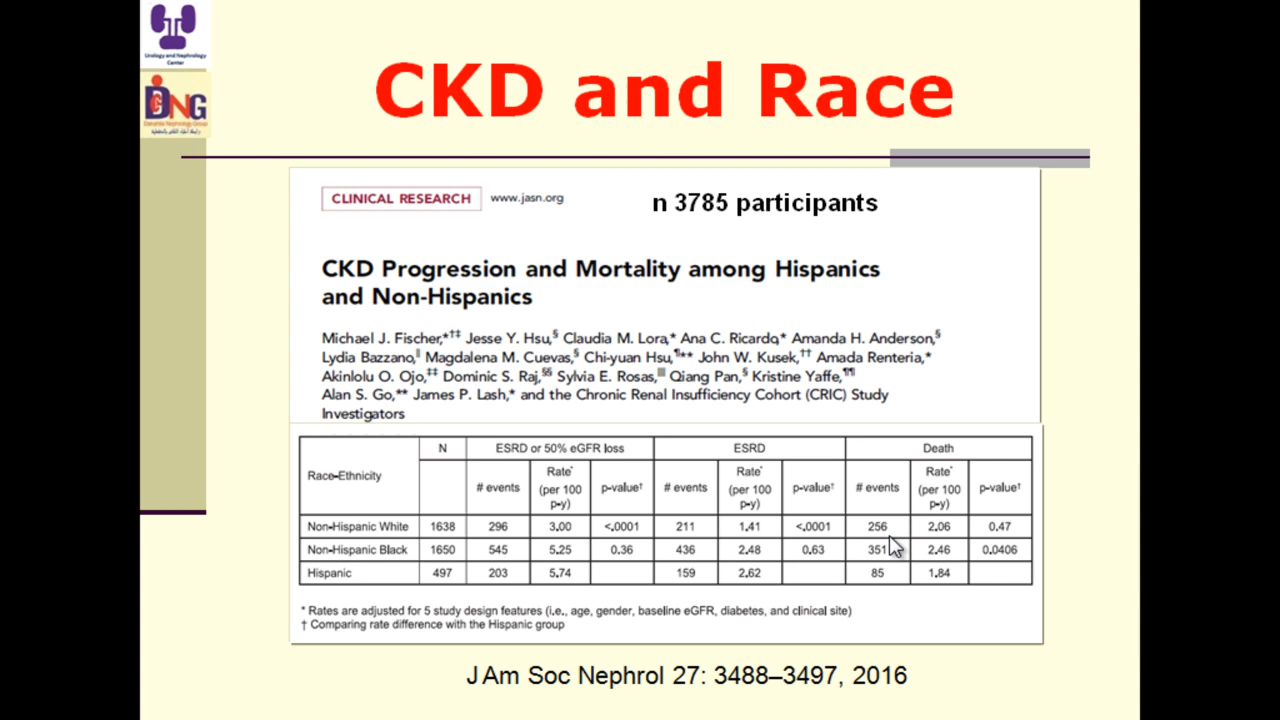 Urology and Nephrology
Center
DNG
CKD and Race
CLINICAL RESEARCH www.jasn.org n 3785 participants
CKD Progression and Mortality among Hispanics
and Non-Hispanics
Michael J. Fischer,*†‡ Jesse Y. Hsu,§ Claudia M. Lora,* Ana C. Ricardo,* Amanda H. Anderson,§
Lydia Bazzano,‖ Magdalena M. Cuevas,§ Chi-yuan Hsu,¶** John W. Kusek,†† Amada Renteria,*
Akinlolu O. Ojo,‡‡ Dominic S. Raj,§§ Sylvia E. Rosas,‖‖ Qiang Pan,§ Kristine Yaffe,¶¶
Alan S. Go,** James P. Lash,* and the Chronic Renal Insufficiency Cohort (CRIC) Study
Investigators
Race-Ethnicity N ESRD or 50% eGFR loss ESRD Death
# events Rate* (per 100 p-y) p-value† # events Rate* (per 100 p-y) p-value† # events Rate* (per 100 p-y) p-value†
Non-Hispanic White 1638 296 3.00 <.0001 211 1.41 <.0001 256 2.06 0.47
Non-Hispanic Black 1650 545 5.25 0.36 436 2.48 0.63 351 2.46 0.0406
Hispanic 497 203 5.74 159 2.62 85 1.84
* Rates are adjusted for 5 study design features (i.e., age, gender, baseline eGFR, diabetes, and clinical site)
† Comparing rate difference with the Hispanic group
J Am Soc Nephrol 27: 3488–3497, 2016